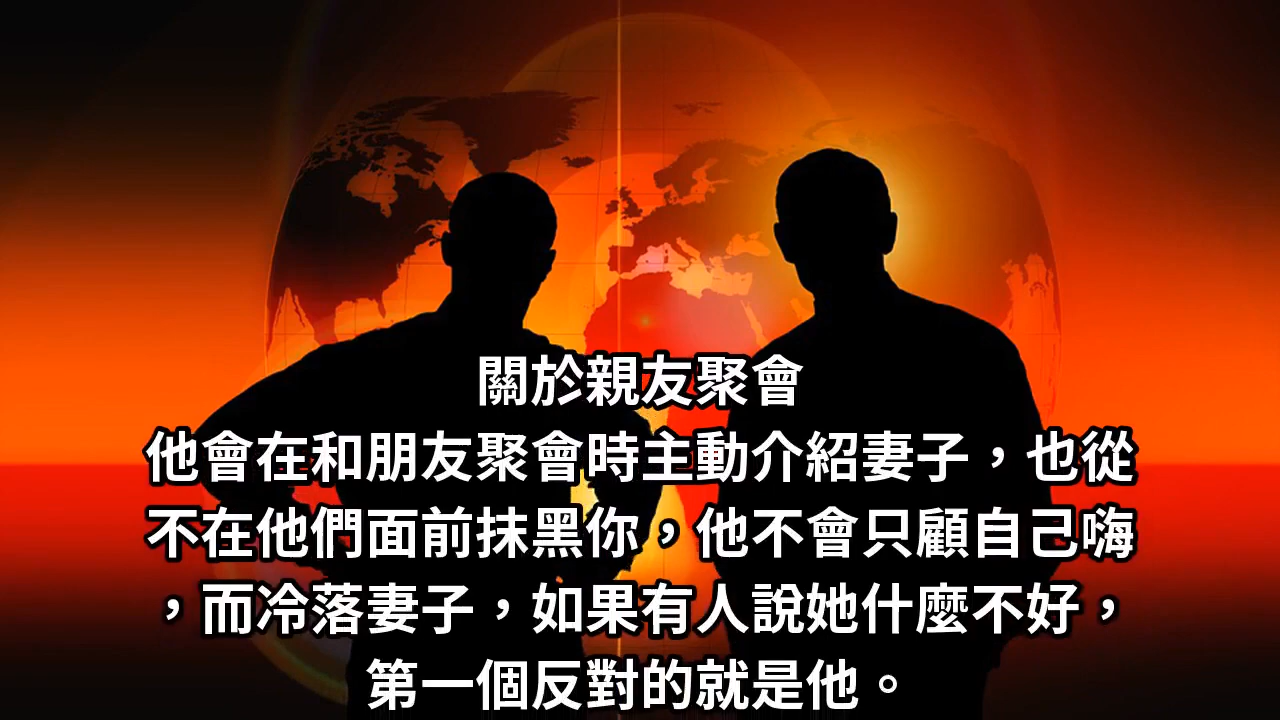 關於親友聚會
他會在和朋友聚會時主動介紹妻子，也從
不在他們面前抹黑你，他不會只顧自己嗨
，而冷落妻子，如果有人說她什麼不好，
第一個反對的就是他。